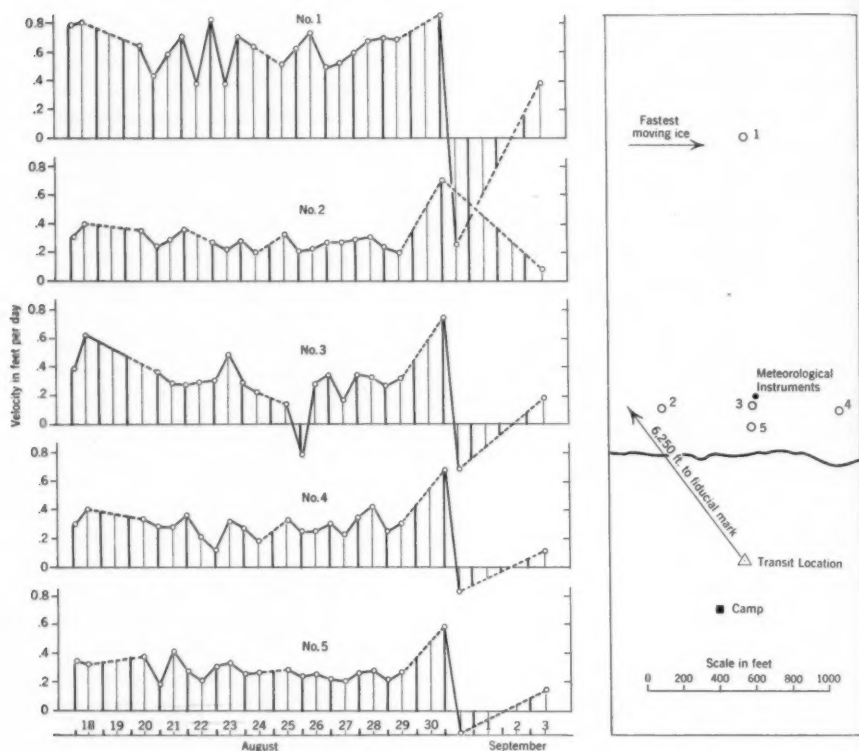 No. 1
0.8
.6
.4
.2
0
No. 2
0.8
.6
.4
.2
0
No. 3
0.8
.6
.4
.2
0
No. 4
0.8
.6
.4
.2
0
No. 5
0.8
.6
.4
.2
0
Velocity in feet per day
18 19 20 21 22 23 24 25 26 27 28 29 30 2 3
August September
Fastest
moving ice
1
Meteorological
Instruments
2
3
4
5
6,250 ft. to fiducial mark
Transit Location
Camp
Scale in feet
0 200 400 600 800 1000